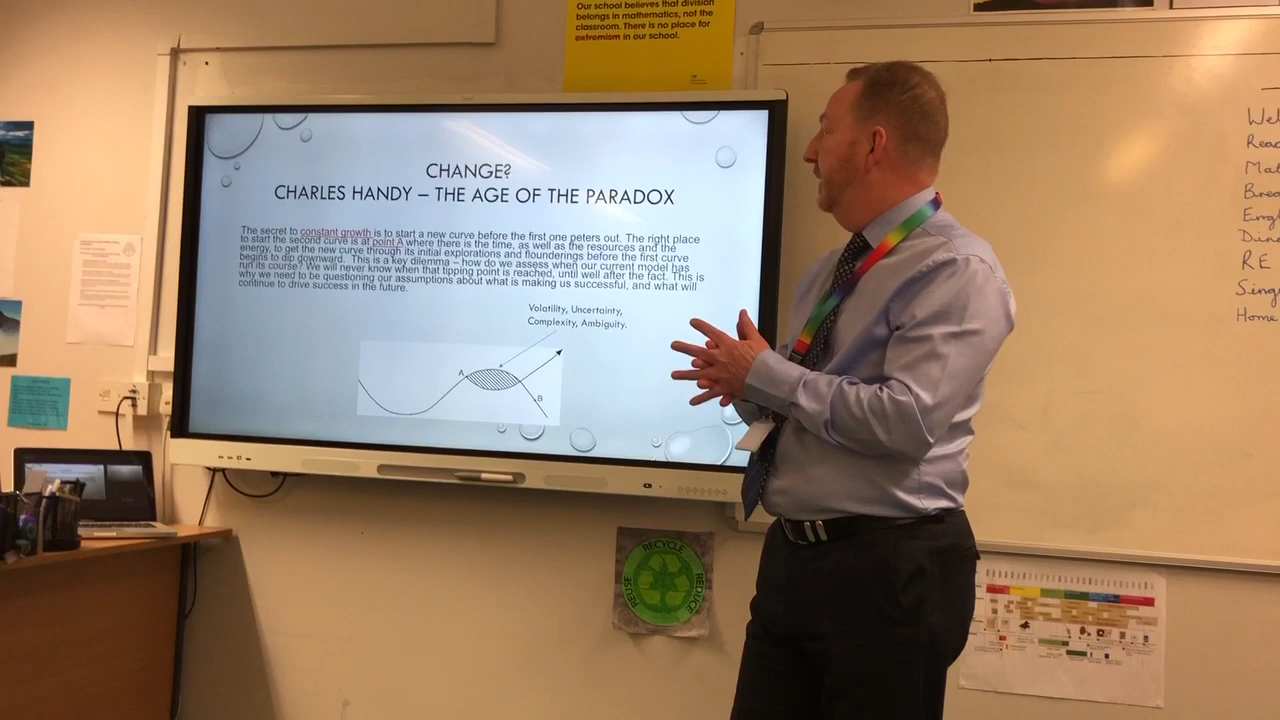 Our school believes that division
belongs in mathematics, not the
classroom. There is no place for
extremism in our school.
CHANGE?
CHARLES HANDY – THE AGE OF THE PARADOX
The secret to constant growth is to start a new curve before the first one peters out. The right place
to start the second curve is at point A where there is the time, as well as the resources and the
energy, to get the new curve through its initial explorations and flounderings before the first curve
begins to dip downward. This is a key dilemma – how do we assess when our current model has
run its course? We will never know when that tipping point is reached, until well after the fact. This is
why we need to be questioning our assumptions about what is making us successful, and what will
continue to drive success in the future.
Volatility, Uncertainty,
Complexity, Ambiguity.
A
B
RE
Home
RECYCLE
REUSE
REDUCE